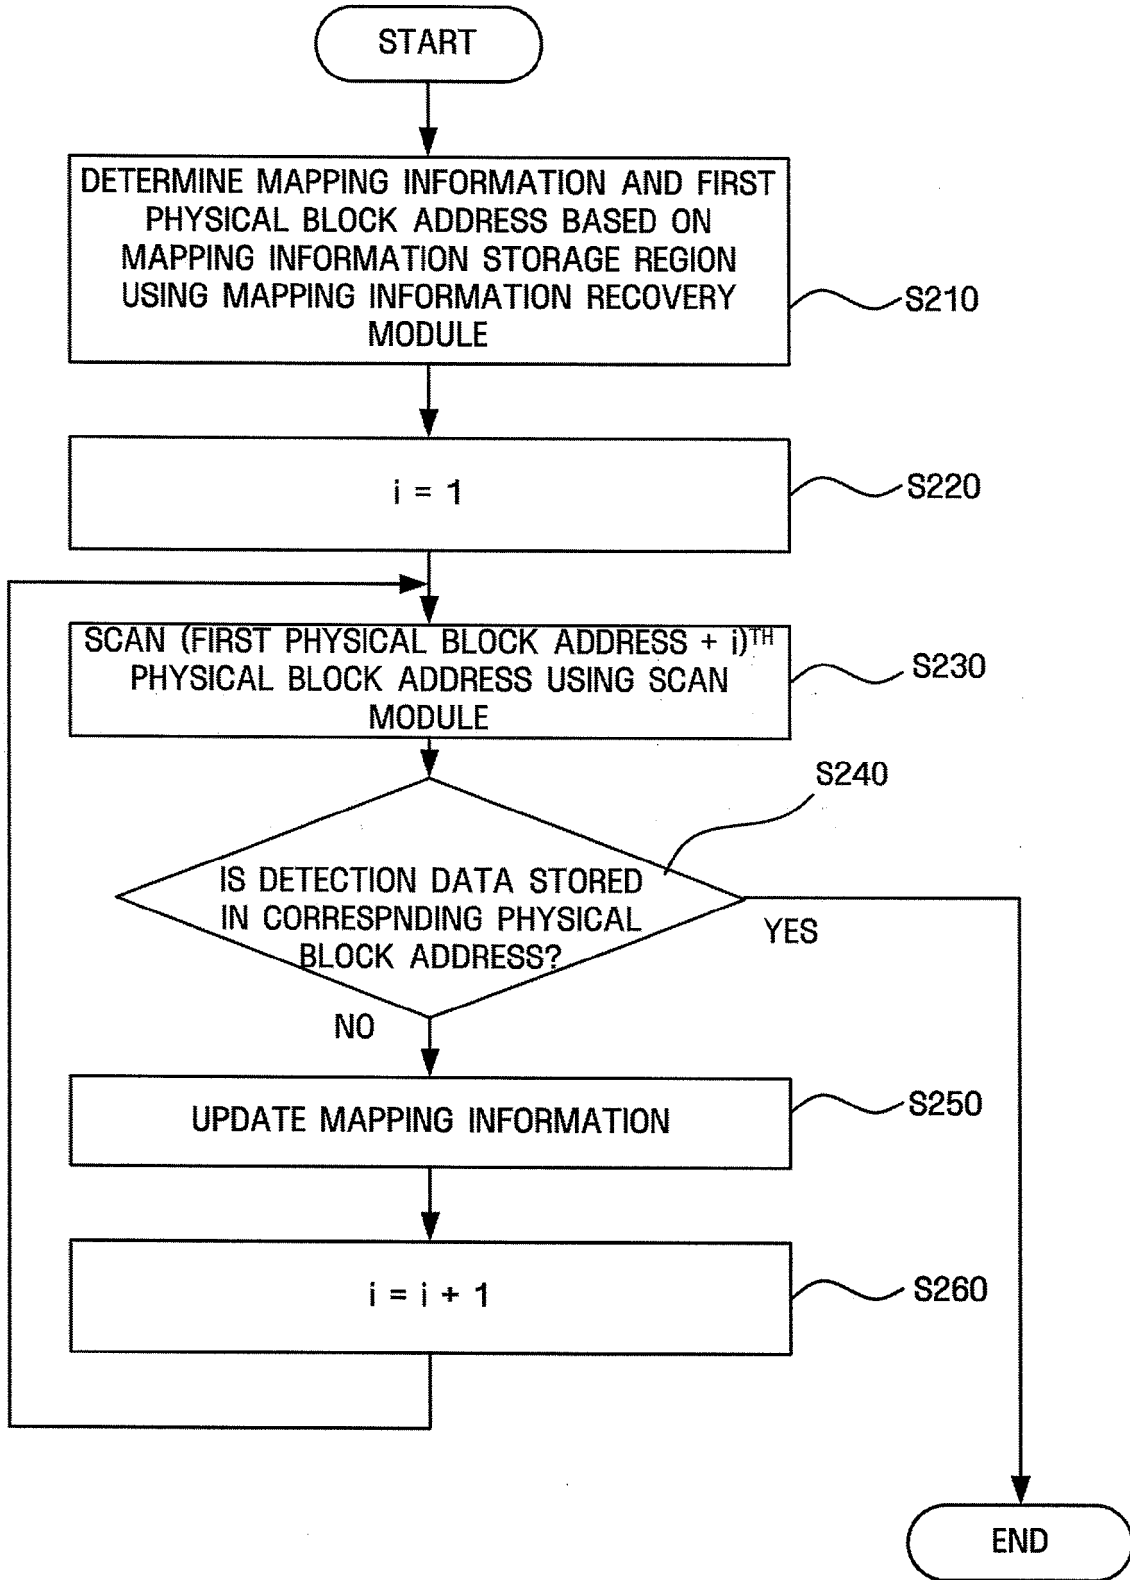 START
DETERMINE MAPPING INFORMATION AND FIRST
PHYSICAL BLOCK ADDRESS BASED ON
MAPPING INFORMATION STORAGE REGION
USING MAPPING INFORMATION RECOVERY
MODULE
S210
i = 1
S220
SCAN (FIRST PHYSICAL BLOCK ADDRESS + i)TH
PHYSICAL BLOCK ADDRESS USING SCAN
MODULE
S230
S240
IS DETECTION DATA STORED
IN CORRESPNDING PHYSICAL
BLOCK ADDRESS?
YES
NO
UPDATE MAPPING INFORMATION
S250
i = i + 1
S260
END